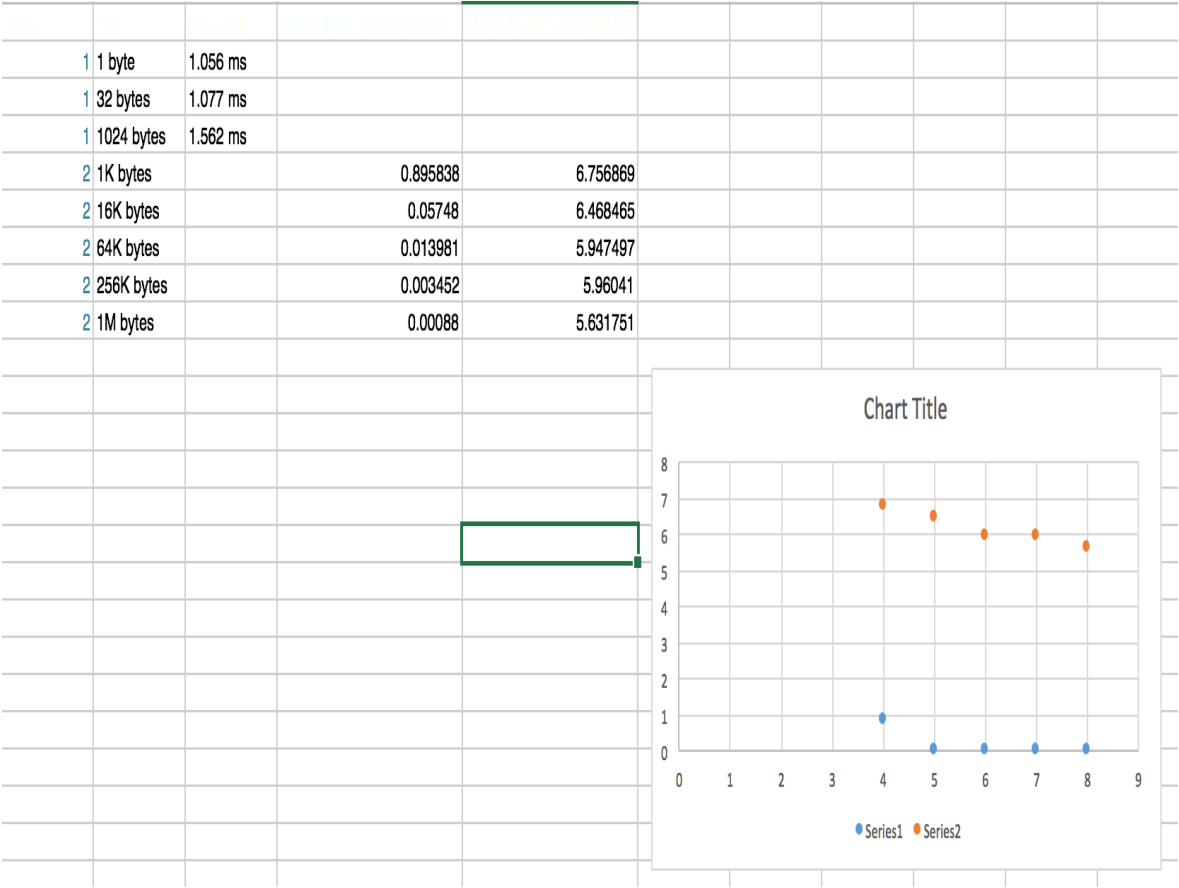 1 1 byte 1.056 ms
1 32 bytes 1.077 ms
1 1024 bytes 1.562 ms
2 1K bytes 0.895838 6.756869
2 16K bytes 0.05748 6.468465
2 64K bytes 0.013981 5.947497
2 256K bytes 0.003452 5.96041
2 1M bytes 0.00088 5.631751
Chart Title
8
7
6
5
4
3
2
1
0
0 1 2 3 4 5 6 7 8 9
Series1 Series2